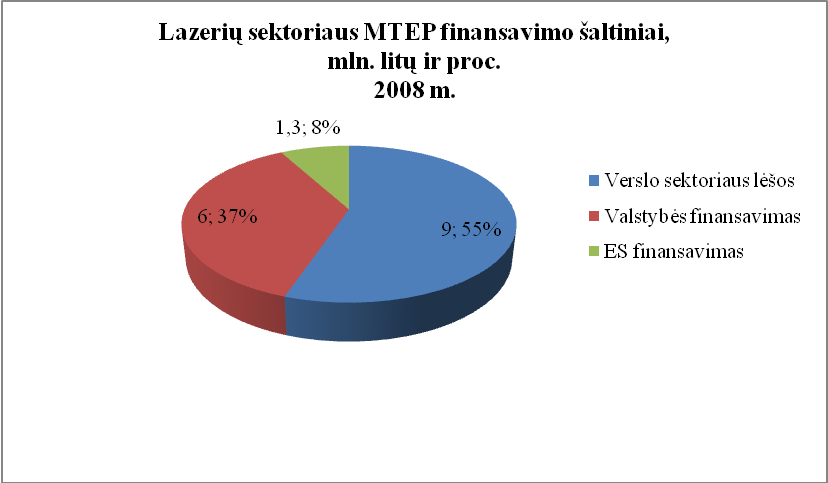 Lazerių sektoriaus MTEP finansavimo šaltiniai,
mln. litų ir proc.
2008 m.
1,3; 8%
6; 37%
9; 55%
Verslo sektoriaus lėšos
Valstybės finansavimas
ES finansavimas